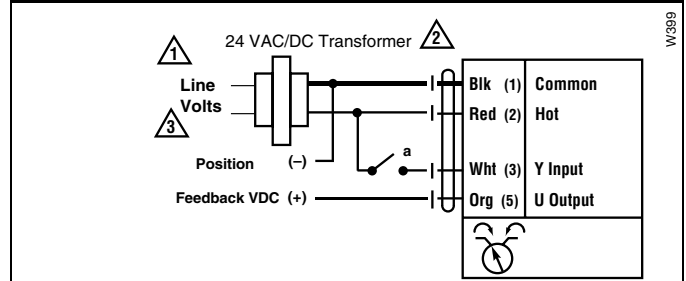 W399
24 VAC/DC Transformer 2
1
Line
Volts
3
Blk (1) Common
Red (2) Hot
a
Position (–)
Wht (3) Y Input
Feedback VDC (+)
Org (5) U Output